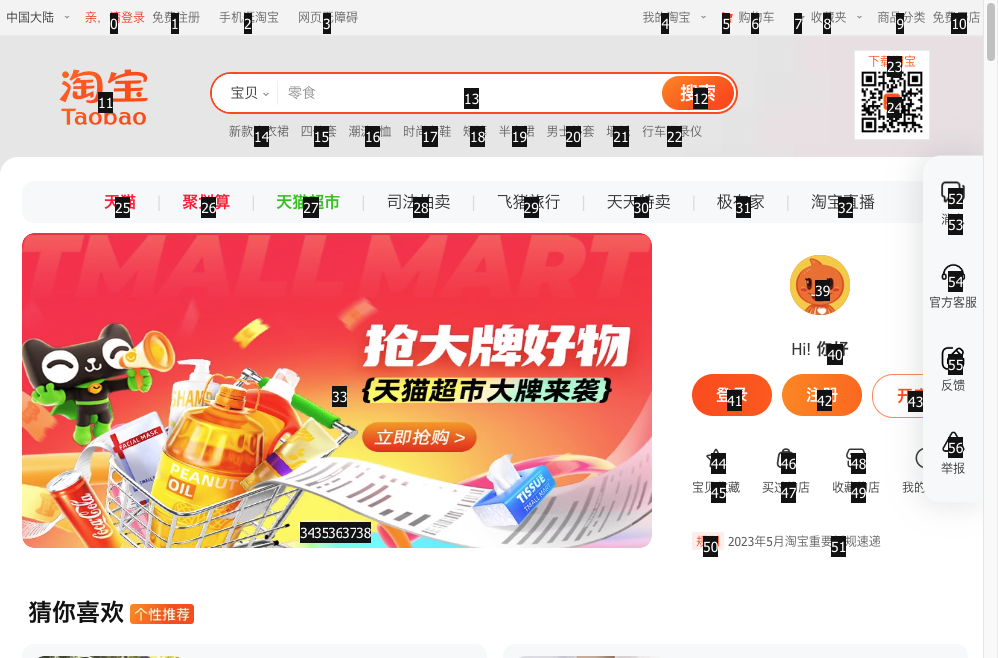 中国大陆 亲，请登录 免费注册 手机逛淘宝 网页无障碍 我的淘宝 购物车 收藏夹 商品分类 免费开店
0 1 2 3 4 5 6 7 8 9 10
淘宝
Taobao
11
宝贝 零食 搜索
13 12
新款连衣裙 四件套 潮流T恤 时尚女鞋 短裤 半身裙 男士外套 墙纸 行车记录仪
14 15 16 17 18 19 20 21 22
下载淘宝
23
24
天猫 聚划算 天猫超市 司法拍卖 飞猪旅行 天天特卖 极有家 淘宝直播
25 26 27 28 29 30 31 32
TMALL MART
抢大牌好物
{天猫超市大牌来袭}
33
立即抢购 >
SHAM
FACIAL MASK
PEANUT
OIL
Coca-Cola
TISSUE
TMALL MART
34 35 36 37 38
39
Hi! 你好
40
登录 注册 开店
41 42 43
44 46 48
宝贝收藏 买过的店 收藏的店 我的
45 47 49
2023年5月淘宝重要规速递
50 51
52
消息
53
54
官方客服
55
反馈
56
举报
猜你喜欢 个性推荐